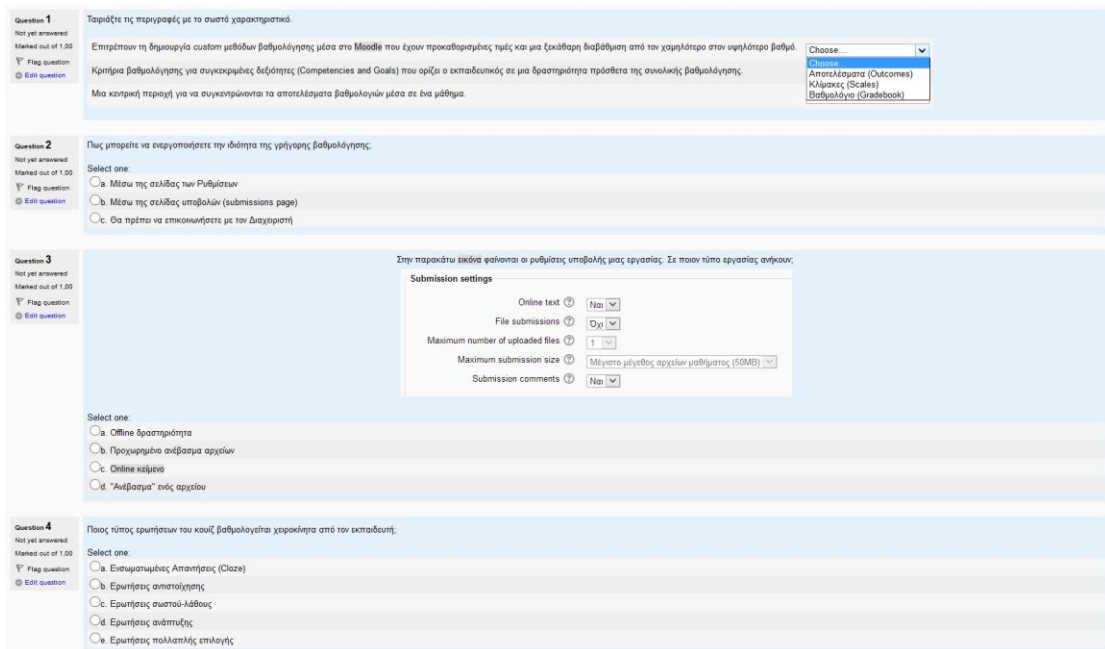 Question 1
Not yet answered
Marked out of 1,00
Flag question
Edit question
Ταιριάξτε τις περιγραφές με το σωστό χαρακτηριστικό.
Επιτρέπουν τη δημιουργία custom μεθόδων βαθμολόγησης μέσα στο Moodle που έχουν προκαθορισμένες τιμές και μια ξεκάθαρη διαβάθμιση από τον χαμηλότερο στον υψηλότερο βαθμό.
Choose...
Choose...
Αποτελέσματα (Outcomes)
Κλίμακες (Scales)
Βαθμολόγιο (Gradebook)
Κριτήρια βαθμολόγησης για συγκεκριμένες δεξιότητες (Competencies and Goals) που ορίζει ο εκπαιδευτικός σε μια δραστηριότητα πρόσθετα της συνολικής βαθμολόγησης.
Μια κεντρική περιοχή για να συγκεντρώνονται τα αποτελέσματα βαθμολογιών μέσα σε ένα μάθημα.
Question 2
Not yet answered
Marked out of 1,00
Flag question
Edit question
Πως μπορείτε να ενεργοποιήσετε την ιδιότητα της γρήγορης βαθμολόγησης;
Select one:
a. Μέσω της σελίδας των Ρυθμίσεων
b. Μέσω της σελίδας υποβολών (submissions page)
c. Θα πρέπει να επικοινωνήσετε με τον Διαχειριστή
Question 3
Not yet answered
Marked out of 1,00
Flag question
Edit question
Στην παρακάτω εικόνα φαίνονται οι ρυθμίσεις υποβολής μιας εργασίας. Σε ποιον τύπο εργασίας ανήκουν;
Submission settings
Online text Ναι
File submissions Όχι
Maximum number of uploaded files 1
Maximum submission size Μέγιστο μέγεθος αρχείων μαθήματος (50MB)
Submission comments Ναι
Select one:
a. Offline δραστηριότητα
b. Προχωρημένο ανέβασμα αρχείων
c. Online κείμενο
d. "Ανέβασμα" ενός αρχείου
Question 4
Not yet answered
Marked out of 1,00
Flag question
Edit question
Ποιος τύπος ερωτήσεων του κουίζ βαθμολογείται χειροκίνητα από τον εκπαιδευτή;
Select one:
a. Ενσωματωμένες Απαντήσεις (Cloze)
b. Ερωτήσεις αντιστοίχησης
c. Ερωτήσεις σωστού-λάθους
d. Ερωτήσεις ανάπτυξης
e. Ερωτήσεις πολλαπλής επιλογής